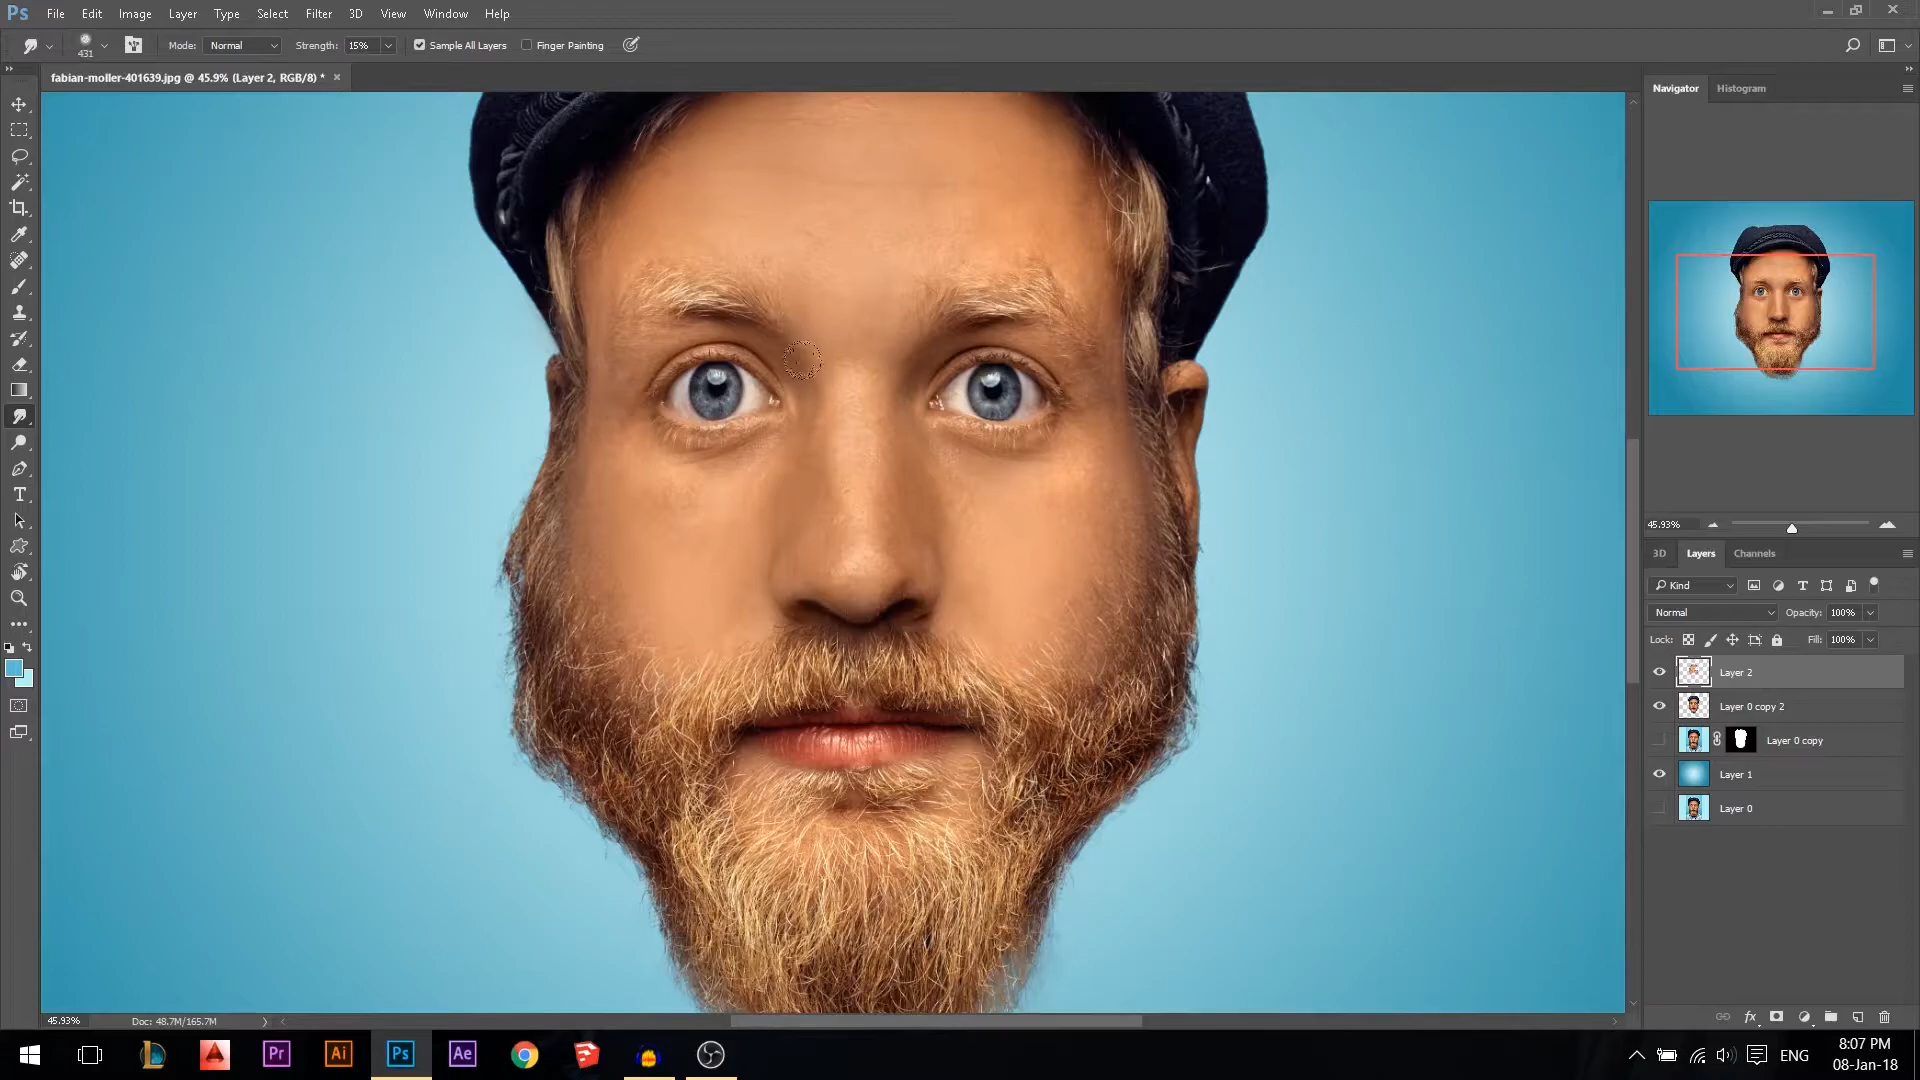 Ps File Edit Image Layer Type Select Filter 3D View Window Help
431 Mode: Normal Strength: 15% Sample All Layers Finger Painting
fabian-moller-401639.jpg @ 45.9% (Layer 2, RGB/8) * ×
Navigator Histogram
45.93%
3D Layers Channels
Kind
Normal Opacity: 100%
Lock: Fill: 100%
Layer 2
Layer 0 copy 2
Layer 0 copy
Layer 1
Layer 0
fx
45.93% Doc: 48.7M/165.7M
Pr Ai Ps Ae
ENG
8:07 PM
08-Jan-18